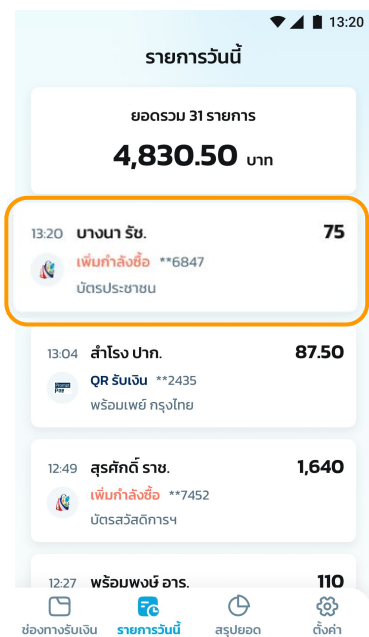 13:20
รายการวันนี้
ยอดรวม 31 รายการ
4,830.50 บาท
13:20 บางนา รัช. 75
เพิ่มกำลังซื้อ **6847
บัตรประชาชน
13:04 สำโรง ปาก. 87.50
QR รับเงิน **2435
พร้อมเพย์ กรุงไทย
12:49 สุรศักดิ์ ราช. 1,640
เพิ่มกำลังซื้อ **7452
บัตรสวัสดิการฯ
12:27 พร้อมพงษ์ อาร. 110
ช่องทางรับเงิน รายการวันนี้ สรุปยอด ตั้งค่า